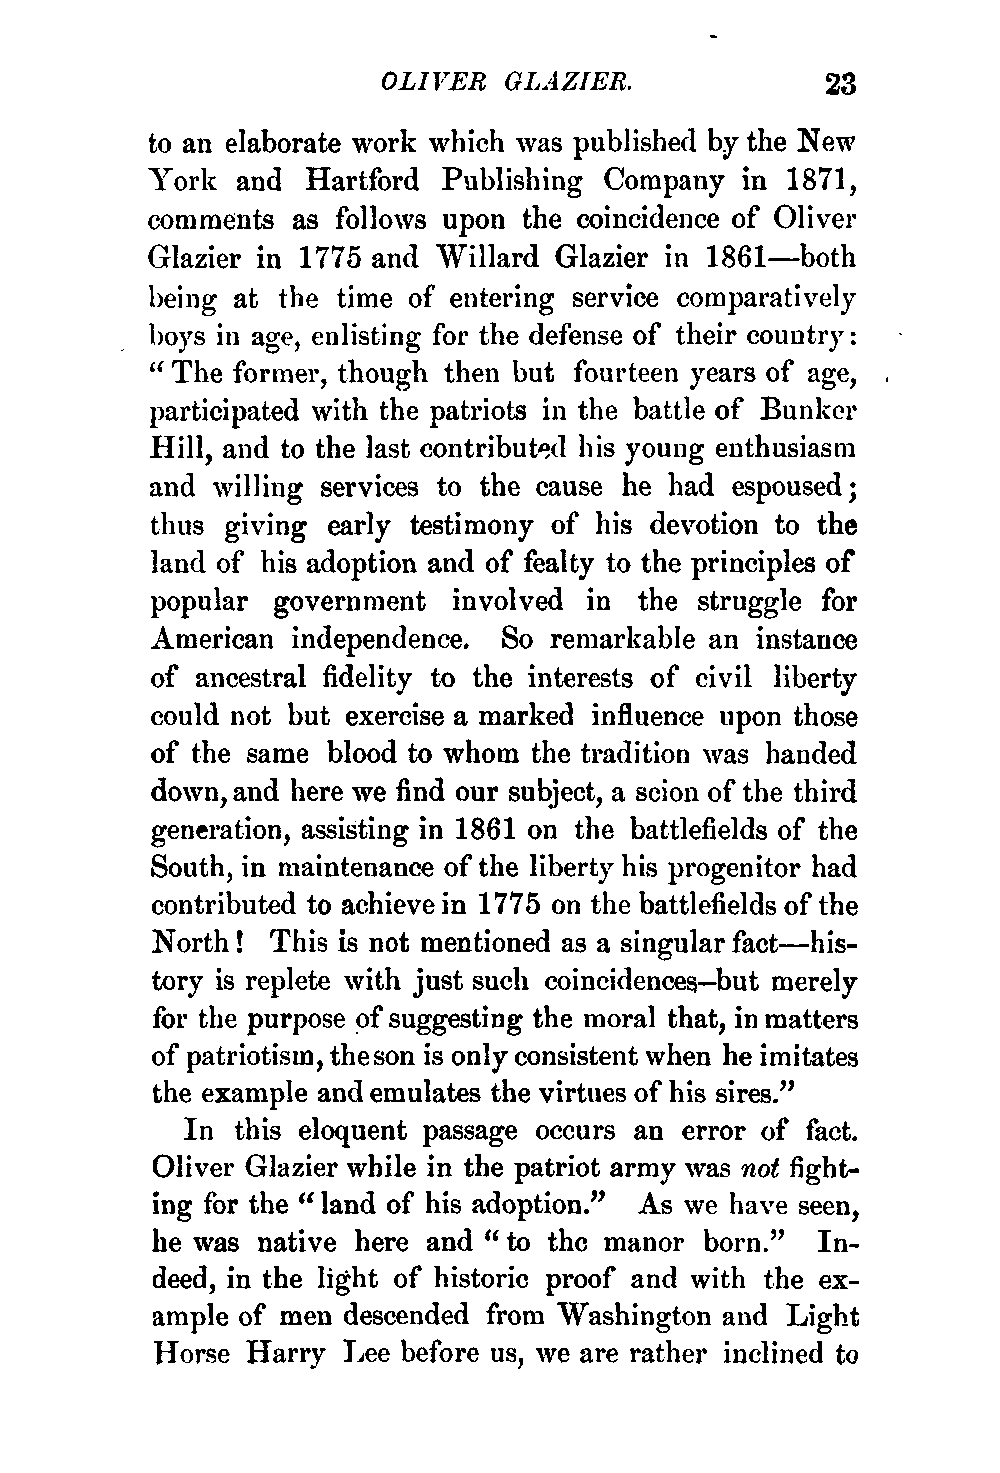 OLIVER GLAZIER. 23
to an elaborate work which was published by the New
York and Hartford Publishing Company in 1871,
comments as follows upon the coincidence of Oliver
Glazier in 1775 and Willard Glazier in 1861—both
being at the time of entering service comparatively
boys in age, enlisting for the defense of their country:
“The former, though then but fourteen years of age,
participated with the patriots in the battle of Bunker
Hill, and to the last contributed his young enthusiasm
and willing services to the cause he had espoused;
thus giving early testimony of his devotion to the
land of his adoption and of fealty to the principles of
popular government involved in the struggle for
American independence. So remarkable an instance
of ancestral fidelity to the interests of civil liberty
could not but exercise a marked influence upon those
of the same blood to whom the tradition was handed
down, and here we find our subject, a scion of the third
generation, assisting in 1861 on the battlefields of the
South, in maintenance of the liberty his progenitor had
contributed to achieve in 1775 on the battlefields of the
North! This is not mentioned as a singular fact—his-
tory is replete with just such coincidences—but merely
for the purpose of suggesting the moral that, in matters
of patriotism, the son is only consistent when he imitates
the example and emulates the virtues of his sires.”
In this eloquent passage occurs an error of fact.
Oliver Glazier while in the patriot army was not fight-
ing for the “land of his adoption.” As we have seen,
he was native here and “to the manor born.” In-
deed, in the light of historic proof and with the ex-
ample of men descended from Washington and Light
Horse Harry Lee before us, we are rather inclined to